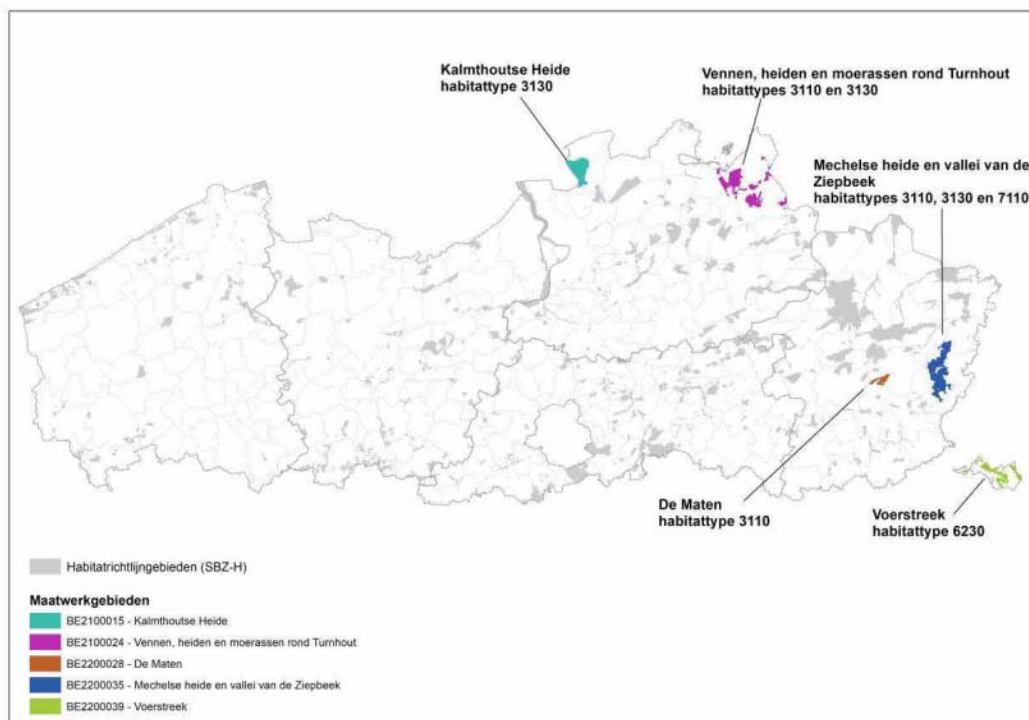 Kalmthoutse Heide
habitattype 3130
Vennen, heiden en moerassen rond Turnhout
habitattypes 3110 en 3130
Mechelse heide en vallei van de
Ziepbeek
habitattypes 3110, 3130 en 7110
De Maten
habitattype 3110
Voerstreek
habitattype 6230
Habitatrichtlijngebieden (SBZ-H)
Maatwerkgebieden
BE2100015 - Kalmthoutse Heide
BE2100024 - Vennen, heiden en moerassen rond Turnhout
BE2200028 - De Maten
BE2200035 - Mechelse heide en vallei van de Ziepbeek
BE2200039 - Voerstreek